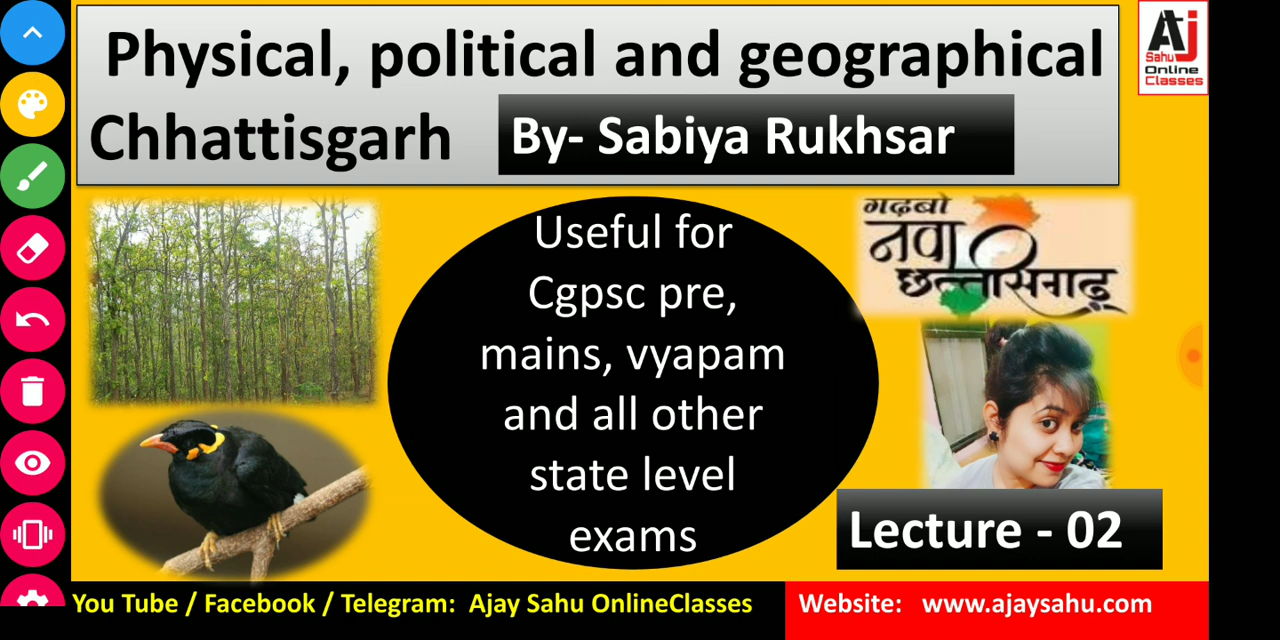 Physical, political and geographical
Chhattisgarh
By- Sabiya Rukhsar
Aj
Sahu
Online
Classes
Useful for
Cgpsc pre,
mains, vyapam
and all other
state level
exams
गढ़बो
नवा
छत्तीसगढ़
Lecture - 02
You Tube / Facebook / Telegram: Ajay Sahu OnlineClasses
Website: www.ajaysahu.com